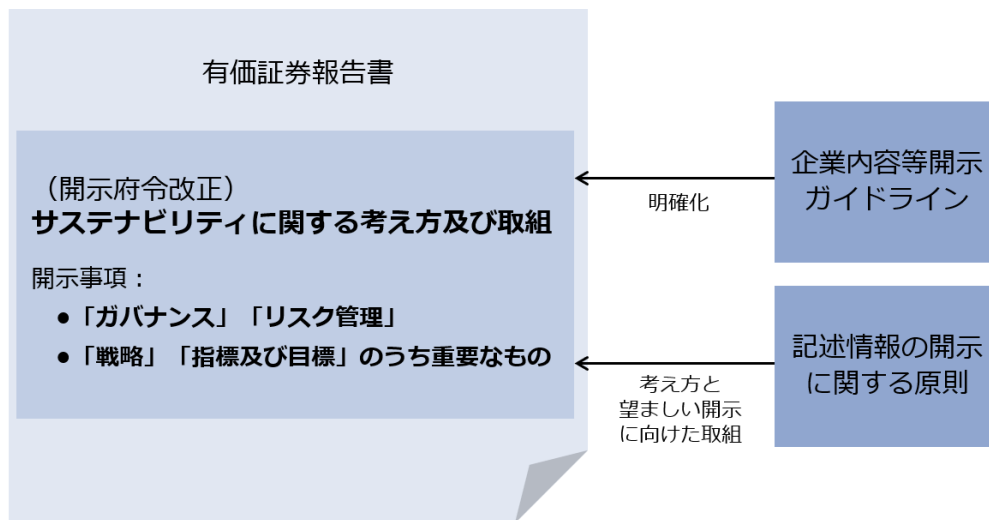 有価証券報告書
（開示府令改正）
サステナビリティに関する考え方及び取組
開示事項：
●「ガバナンス」「リスク管理」
●「戦略」「指標及び目標」のうち重要なもの
明確化
企業内容等開示
ガイドライン
考え方と
望ましい開示
に向けた取組
記述情報の開示
に関する原則